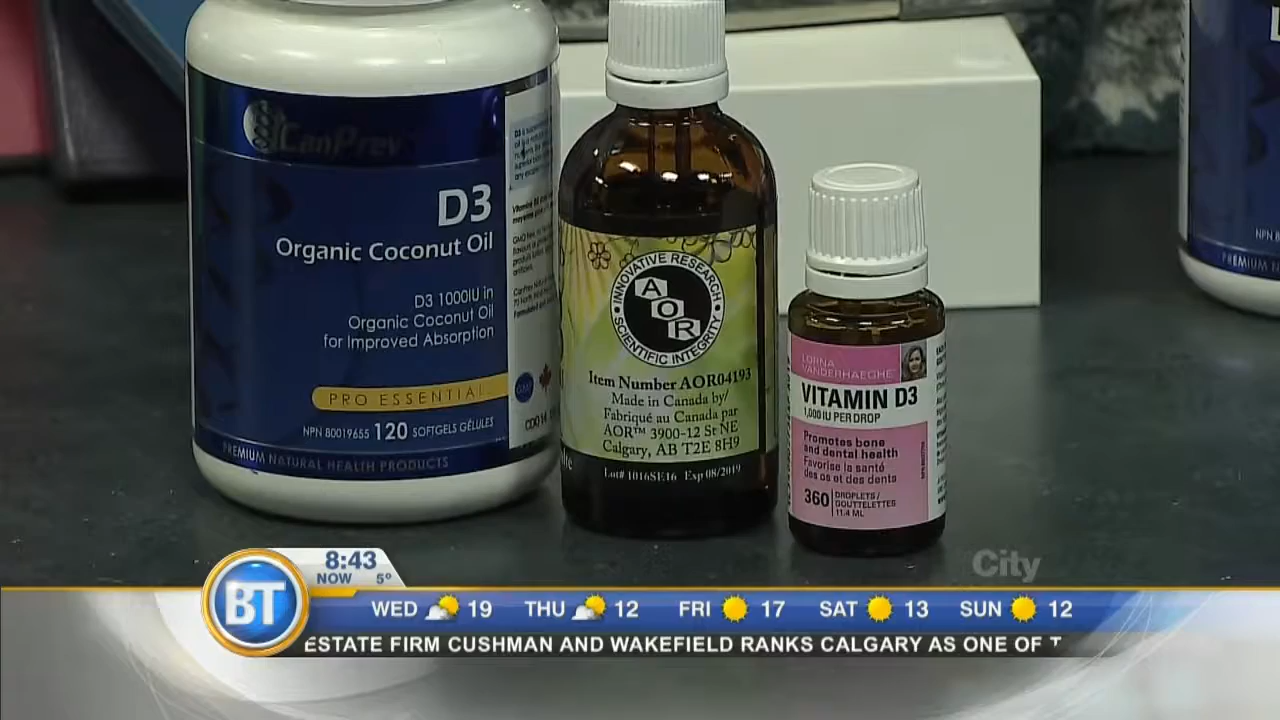 CanPrev
D3
Organic Coconut Oil
D3 1000IU in
Organic Coconut Oil
for Improved Absorption
PRO ESSENTIAL
NPN 80019655 120 SOFTGELS GÉLULES
PREMIUM NATURAL HEALTH PRODUCTS
GMP
INNOVATIVE RESEARCH
AOR
SCIENTIFIC INTEGRITY
Item Number AOR04193
Made in Canada by/
Fabriqué au Canada par
AOR™ 3900-12 St NE
Calgary, AB T2E 8H9
Lot# 1016SE16 Exp 08/2019
LORNA
VANDERHAEGHE
VITAMIN D3
1,000 IU PER DROP
Promotes bone
and dental health
Favorise la santé
des os et des dents
360 DROPLETS/
GOUTTELETTES
11.4 ML
PREMIUM
City
8:43
NOW 5°
BT
WED 19 THU 12 FRI 17 SAT 13 SUN 12
ESTATE FIRM CUSHMAN AND WAKEFIELD RANKS CALGARY AS ONE OF T